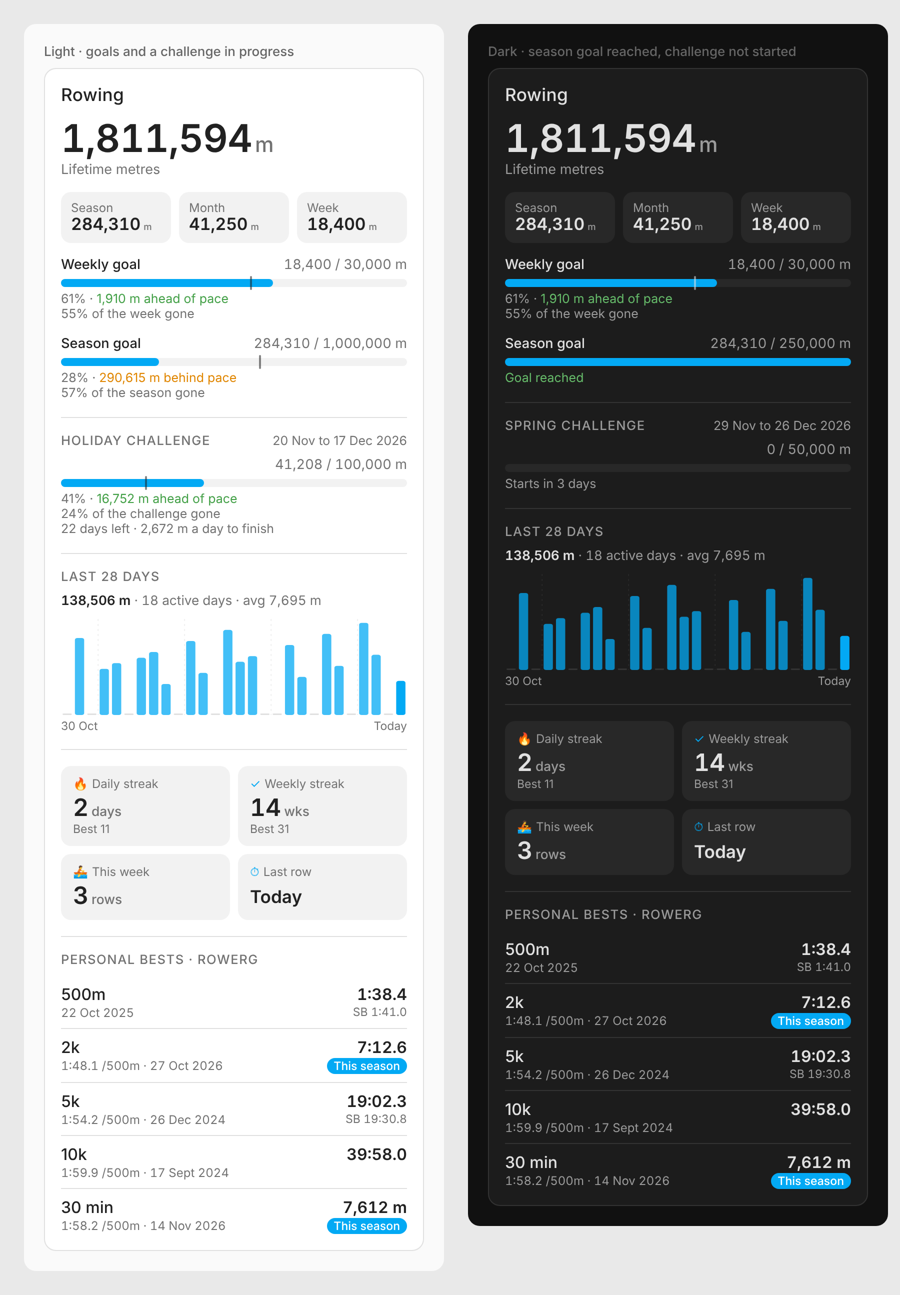 Light · goals and a challenge in progress
Rowing
1,811,594 m
Lifetime metres
Season
284,310 m
Month
41,250 m
Week
18,400 m
Weekly goal
18,400 / 30,000 m
61% · 1,910 m ahead of pace
55% of the week gone
Season goal
284,310 / 1,000,000 m
28% · 290,615 m behind pace
57% of the season gone
HOLIDAY CHALLENGE
20 Nov to 17 Dec 2026
41,208 / 100,000 m
41% · 16,752 m ahead of pace
24% of the challenge gone
22 days left · 2,672 m a day to finish
LAST 28 DAYS
138,506 m · 18 active days · avg 7,695 m
30 Oct
Today
Daily streak
2 days
Best 11
Weekly streak
14 wks
Best 31
This week
3 rows
Last row
Today
PERSONAL BESTS · ROWERG
500m
1:38.4
22 Oct 2025
SB 1:41.0
2k
7:12.6
1:48.1 /500m · 27 Oct 2026
This season
5k
19:02.3
1:54.2 /500m · 26 Dec 2024
SB 19:30.8
10k
39:58.0
1:59.9 /500m · 17 Sept 2024
30 min
7,612 m
1:58.2 /500m · 14 Nov 2026
This season
Dark · season goal reached, challenge not started
Rowing
1,811,594 m
Lifetime metres
Season
284,310 m
Month
41,250 m
Week
18,400 m
Weekly goal
18,400 / 30,000 m
61% · 1,910 m ahead of pace
55% of the week gone
Season goal
284,310 / 250,000 m
Goal reached
SPRING CHALLENGE
29 Nov to 26 Dec 2026
0 / 50,000 m
Starts in 3 days
LAST 28 DAYS
138,506 m · 18 active days · avg 7,695 m
30 Oct
Today
Daily streak
2 days
Best 11
Weekly streak
14 wks
Best 31
This week
3 rows
Last row
Today
PERSONAL BESTS · ROWERG
500m
1:38.4
22 Oct 2025
SB 1:41.0
2k
7:12.6
1:48.1 /500m · 27 Oct 2026
This season
5k
19:02.3
1:54.2 /500m · 26 Dec 2024
SB 19:30.8
10k
39:58.0
1:59.9 /500m · 17 Sept 2024
30 min
7,612 m
1:58.2 /500m · 14 Nov 2026
This season